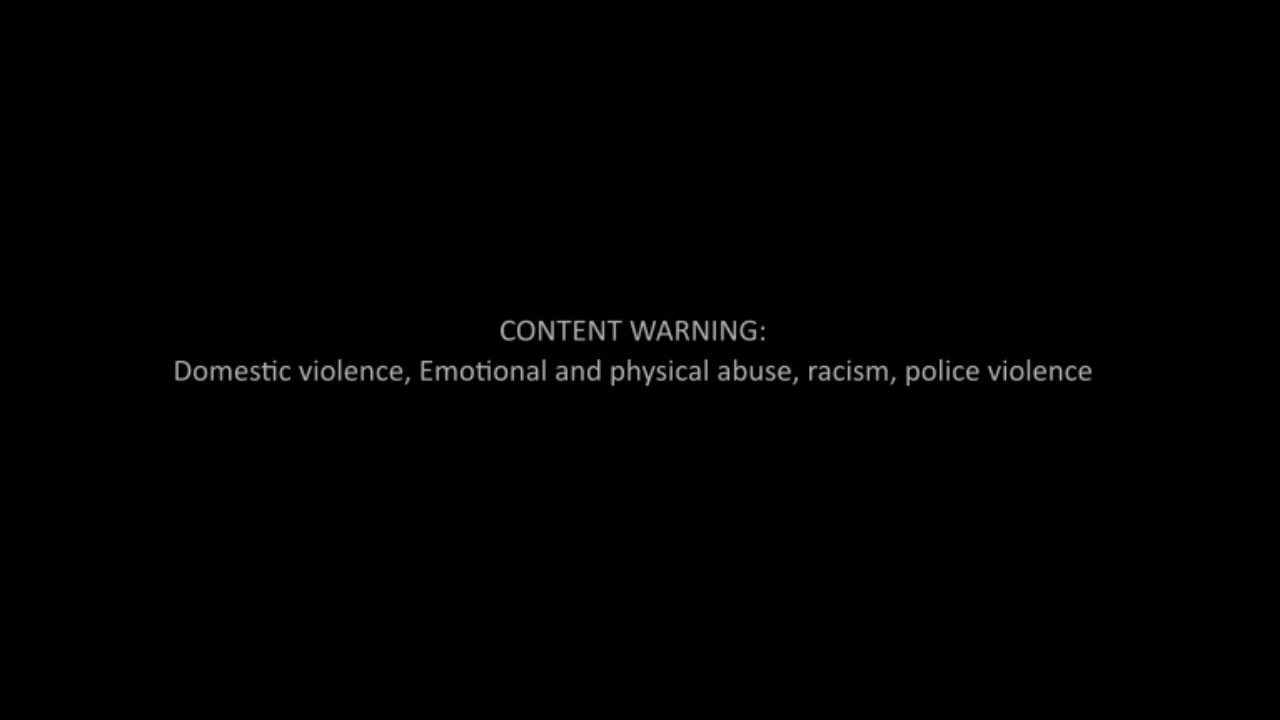 CONTENT WARNING:
Domestic violence, Emotional and physical abuse, racism, police violence